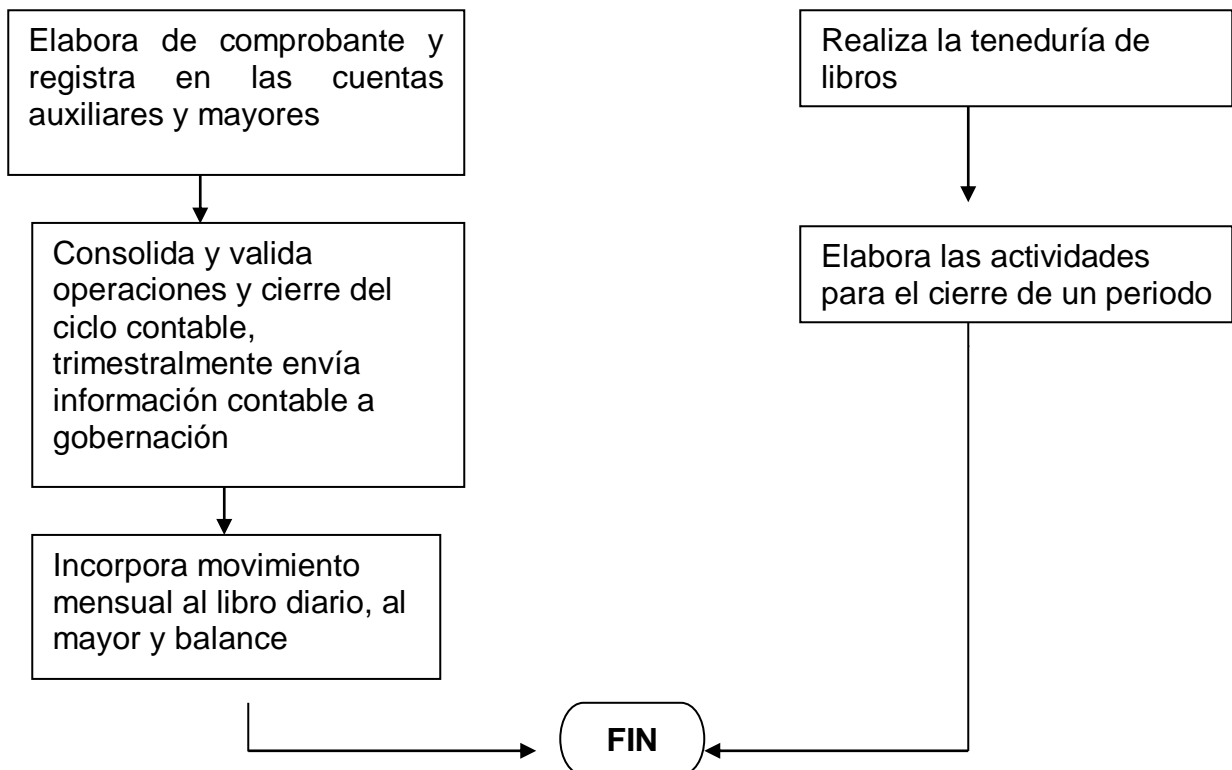 Elabora de comprobante y
registra en las cuentas
auxiliares y mayores
Consolida y valida
operaciones y cierre del
ciclo contable,
trimestralmente envía
información contable a
gobernación
Incorpora movimiento
mensual al libro diario, al
mayor y balance
Realiza la teneduría de
libros
Elabora las actividades
para el cierre de un periodo
FIN